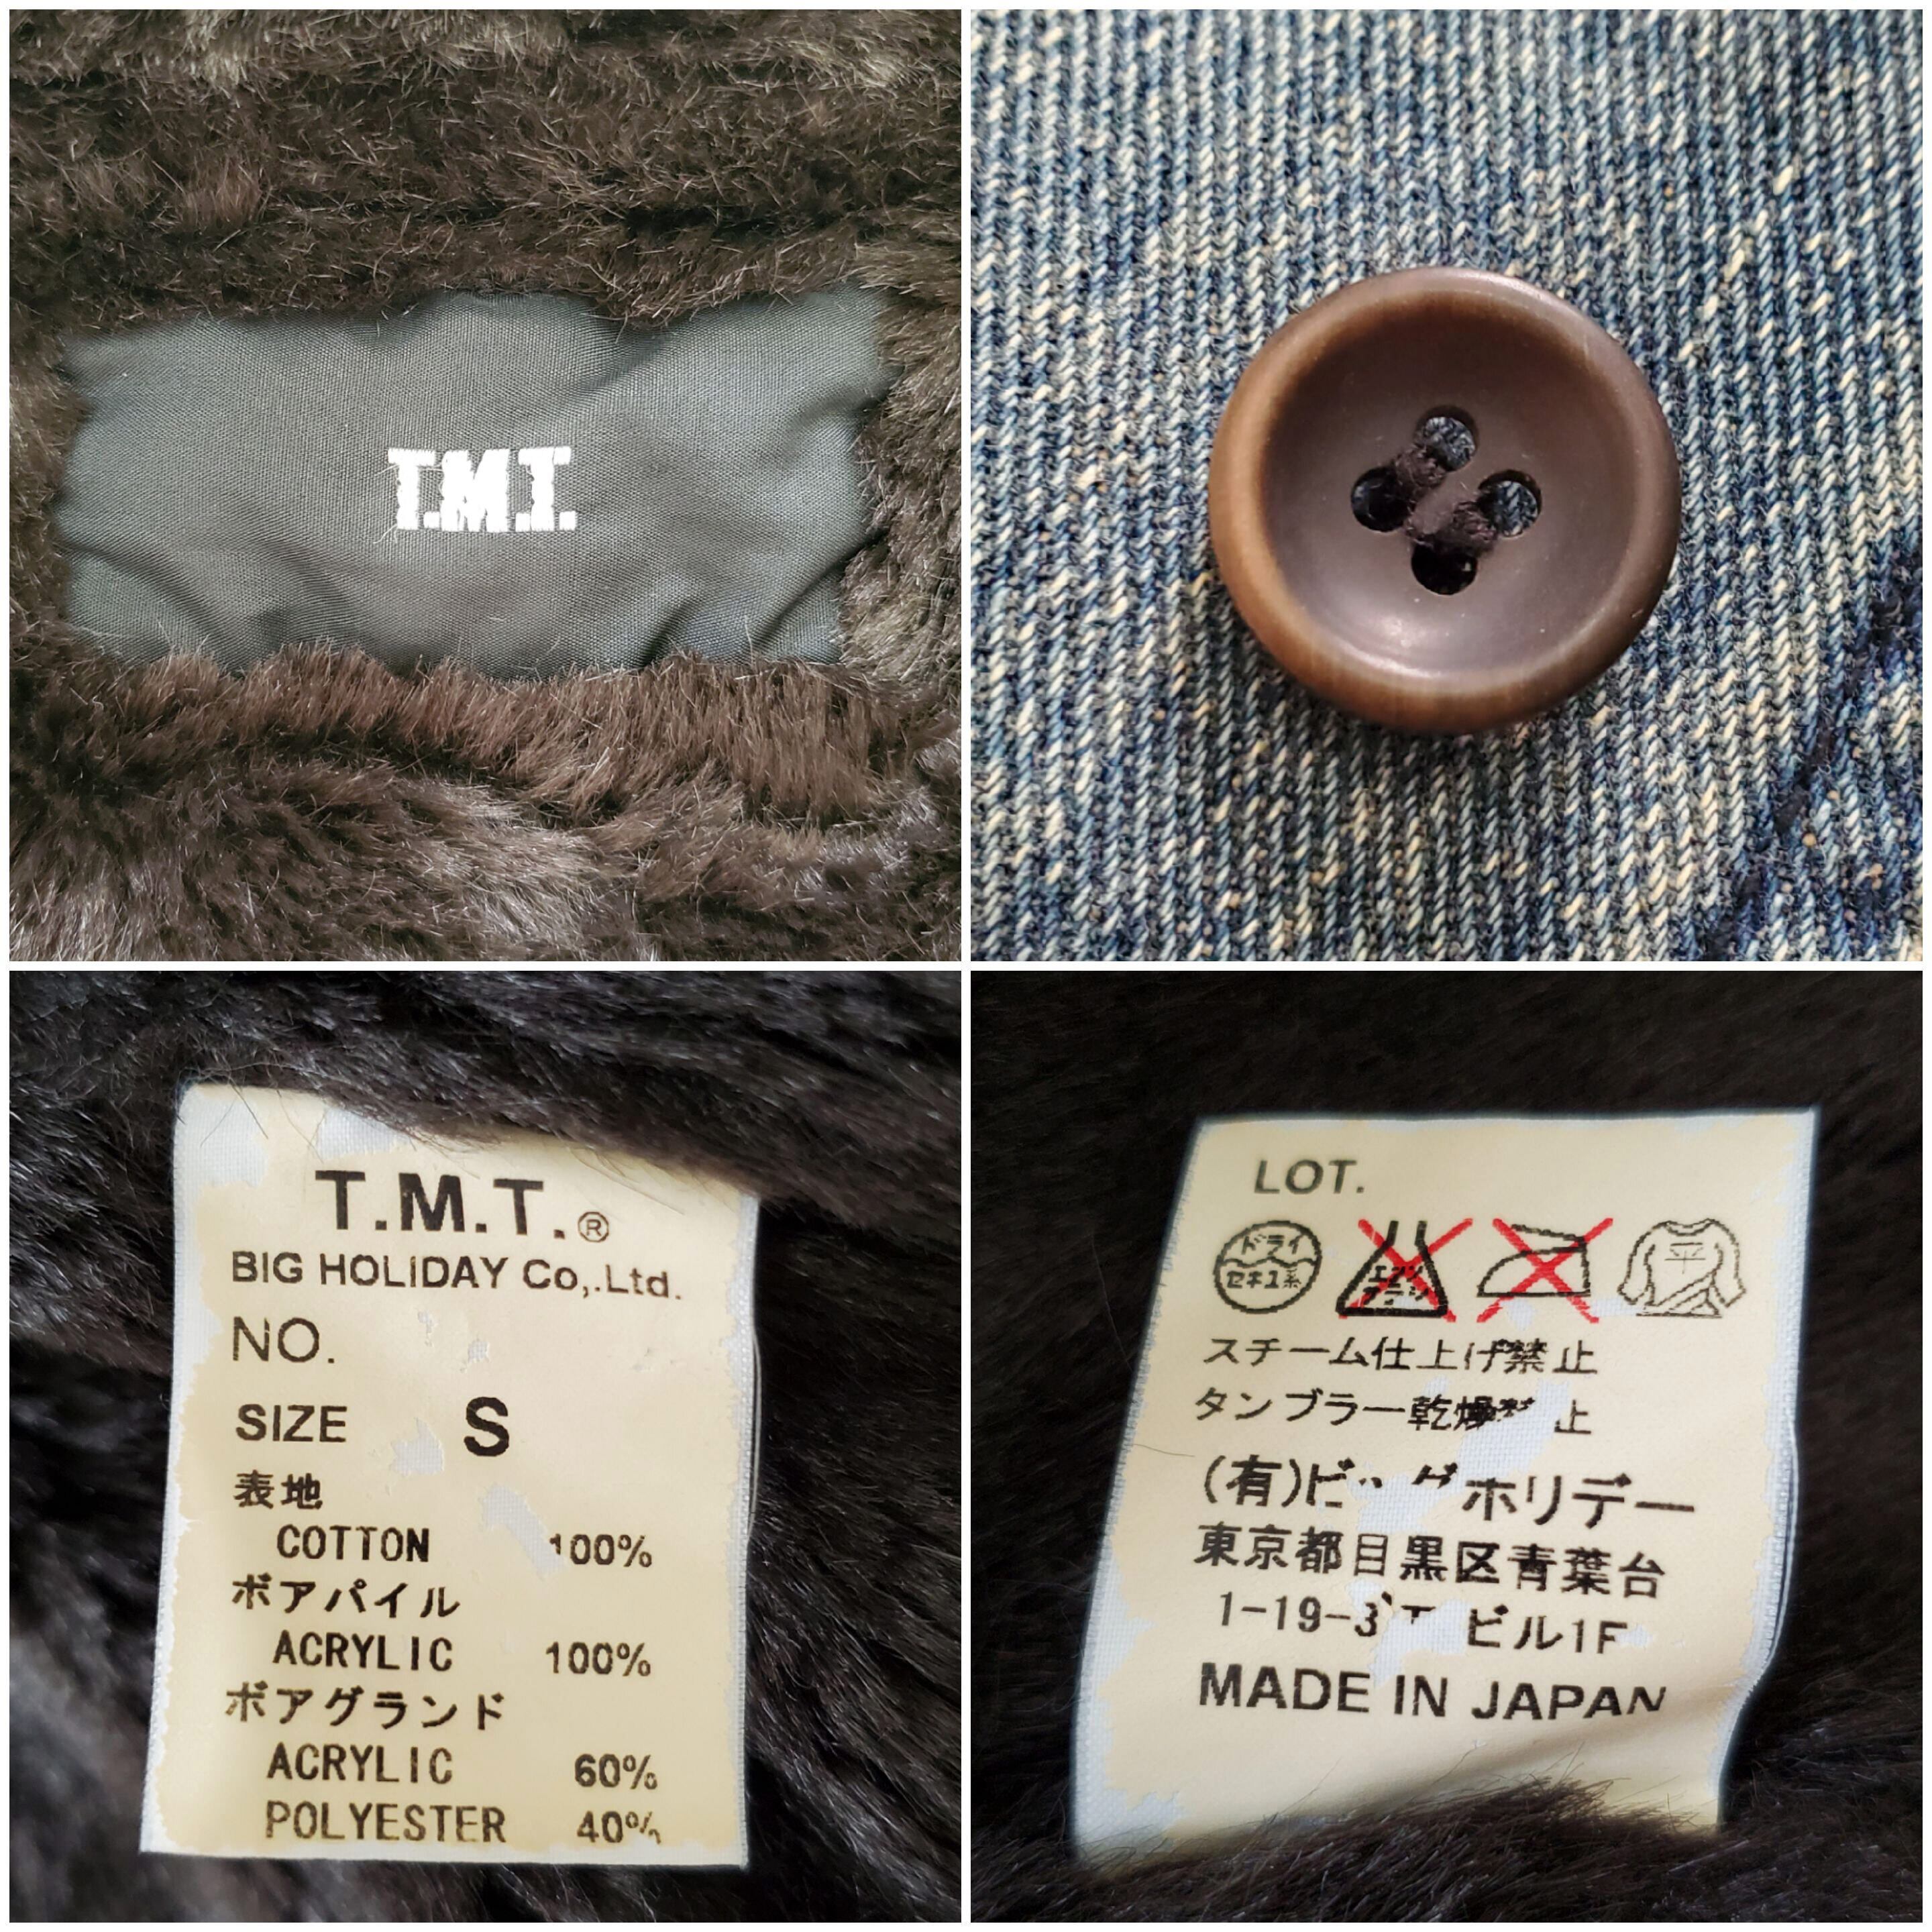 T.M.T.
T.M.T.®
BIG HOLIDAY Co,.Ltd.
NO.
SIZE S
表地
COTTON 100%
ボアパイル
ACRYLIC 100%
ボアグランド
ACRYLIC 60%
POLYESTER 40%
LOT.
ドライ
セキユ系
平
スチーム仕上げ禁止
タンブラー乾燥禁止
(有)ビッグホリデー
東京都目黒区青葉台
1-19-3 ビル1F
MADE IN JAPAN